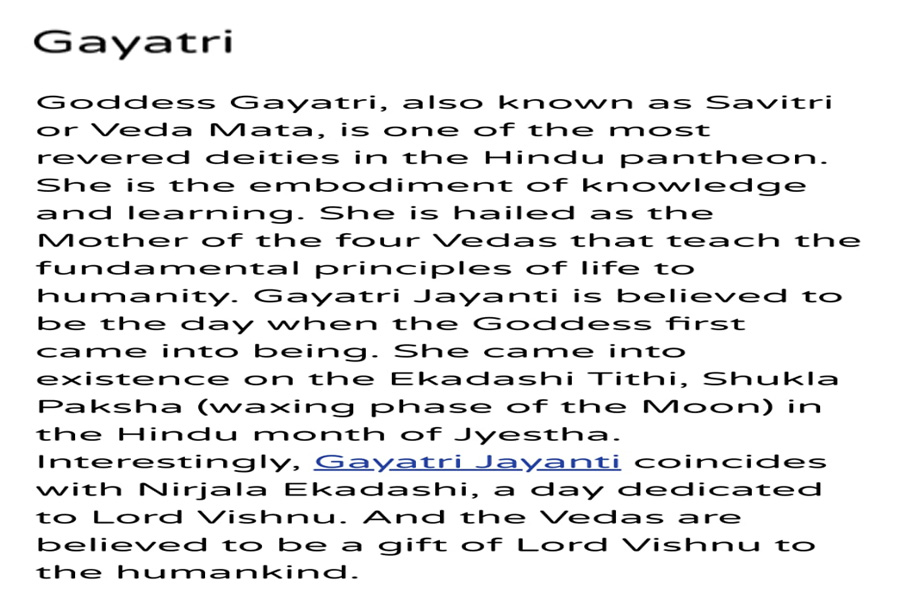 Gayatri
Goddess Gayatri, also known as Savitri
or Veda Mata, is one of the most
revered deities in the Hindu pantheon.
She is the embodiment of knowledge
and learning. She is hailed as the
Mother of the four Vedas that teach the
fundamental principles of life to
humanity. Gayatri Jayanti is believed to
be the day when the Goddess first
came into being. She came into
existence on the Ekadashi Tithi, Shukla
Paksha (waxing phase of the Moon) in
the Hindu month of Jyestha.
Interestingly, Gayatri Jayanti coincides
with Nirjala Ekadashi, a day dedicated
to Lord Vishnu. And the Vedas are
believed to be a gift of Lord Vishnu to
the humankind.